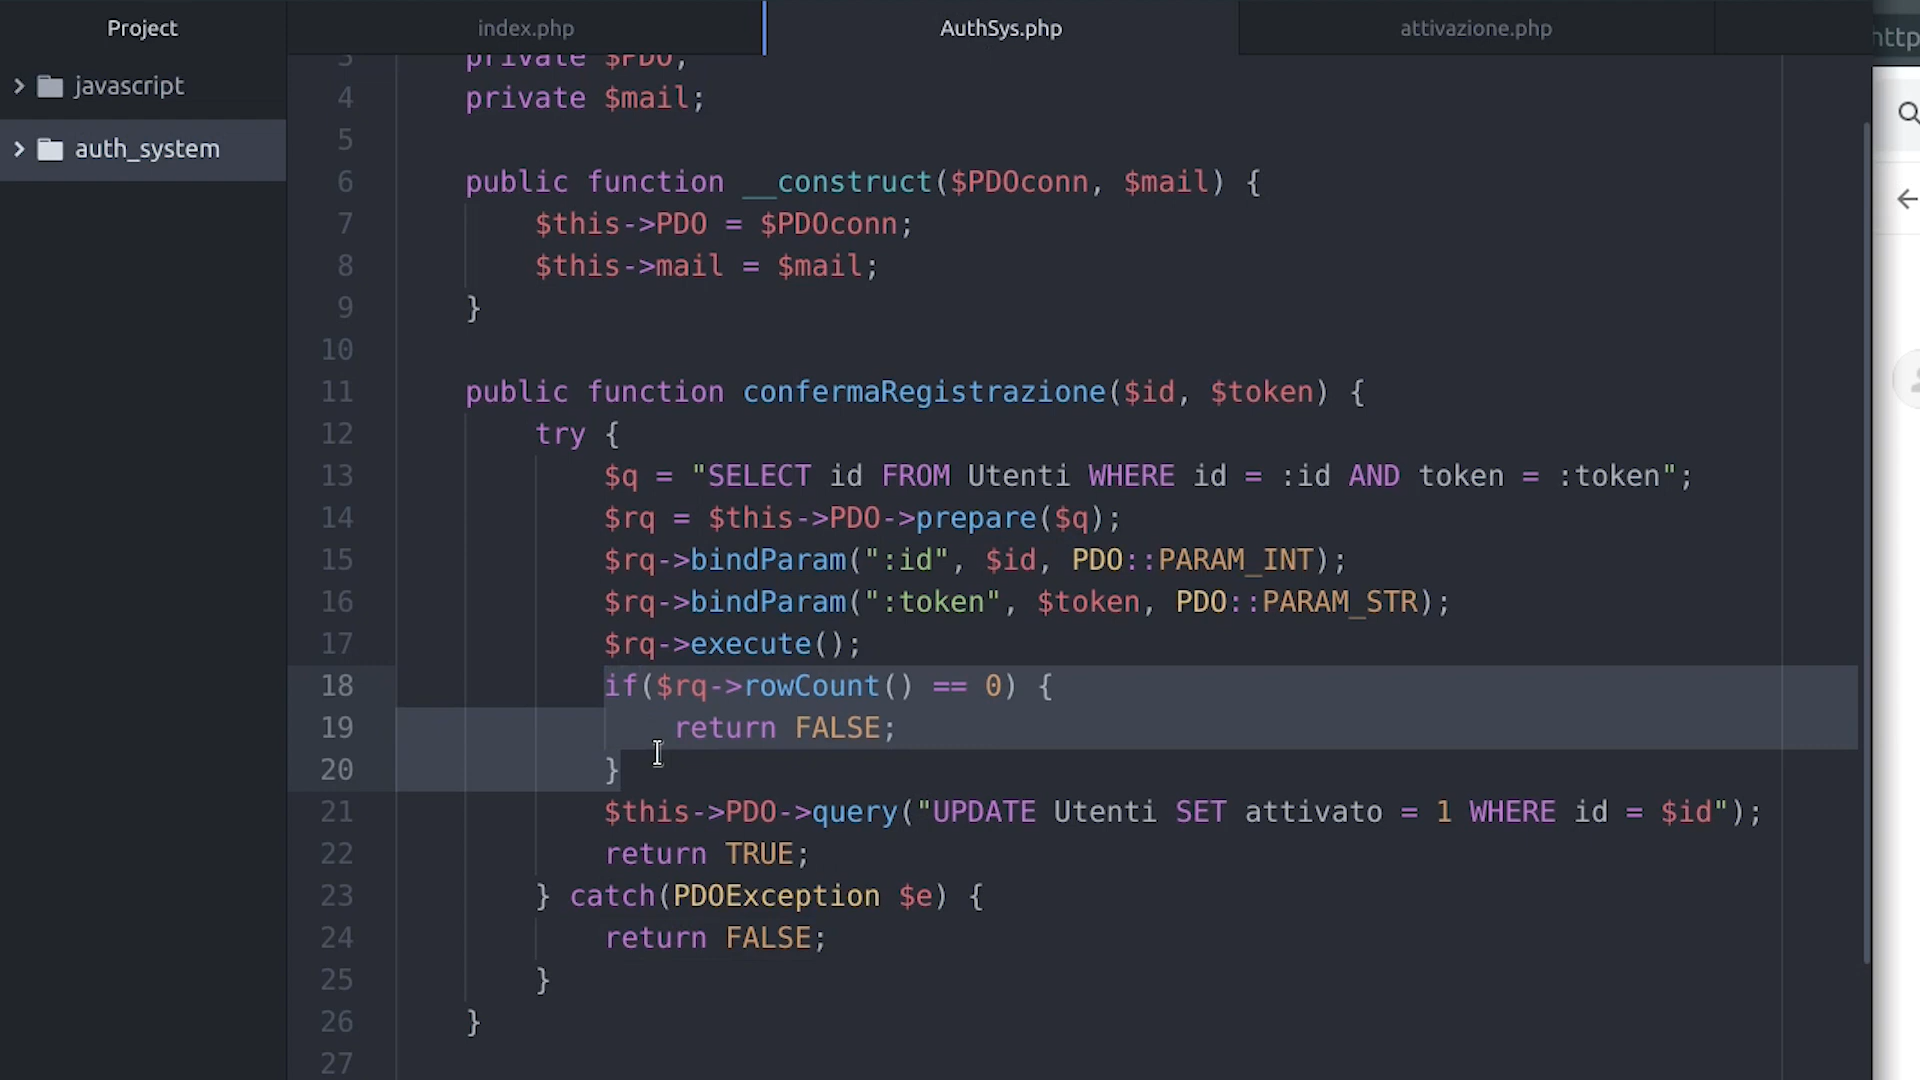 Project
index.php
AuthSys.php
attivazione.php
http
javascript
auth_system
3 private $PDO;
4 private $mail;
5
6 public function __construct($PDOconn, $mail) {
7 $this->PDO = $PDOconn;
8 $this->mail = $mail;
9 }
10
11 public function confermaRegistrazione($id, $token) {
12 try {
13 $q = "SELECT id FROM Utenti WHERE id = :id AND token = :token";
14 $rq = $this->PDO->prepare($q);
15 $rq->bindParam(":id", $id, PDO::PARAM_INT);
16 $rq->bindParam(":token", $token, PDO::PARAM_STR);
17 $rq->execute();
18 if($rq->rowCount() == 0) {
19 return FALSE;
20 }
21 $this->PDO->query("UPDATE Utenti SET attivato = 1 WHERE id = $id");
22 return TRUE;
23 } catch(PDOException $e) {
24 return FALSE;
25 }
26 }
27